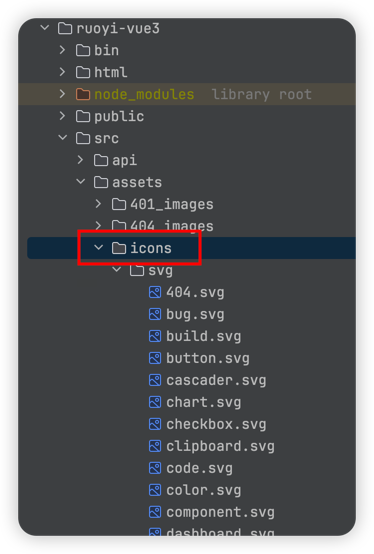 ruoyi-vue3
bin
html
node_modules library root
public
src
api
assets
401_images
404_images
icons
svg
404.svg
bug.svg
build.svg
button.svg
cascader.svg
chart.svg
checkbox.svg
clipboard.svg
code.svg
color.svg
component.svg
dashboard.svg